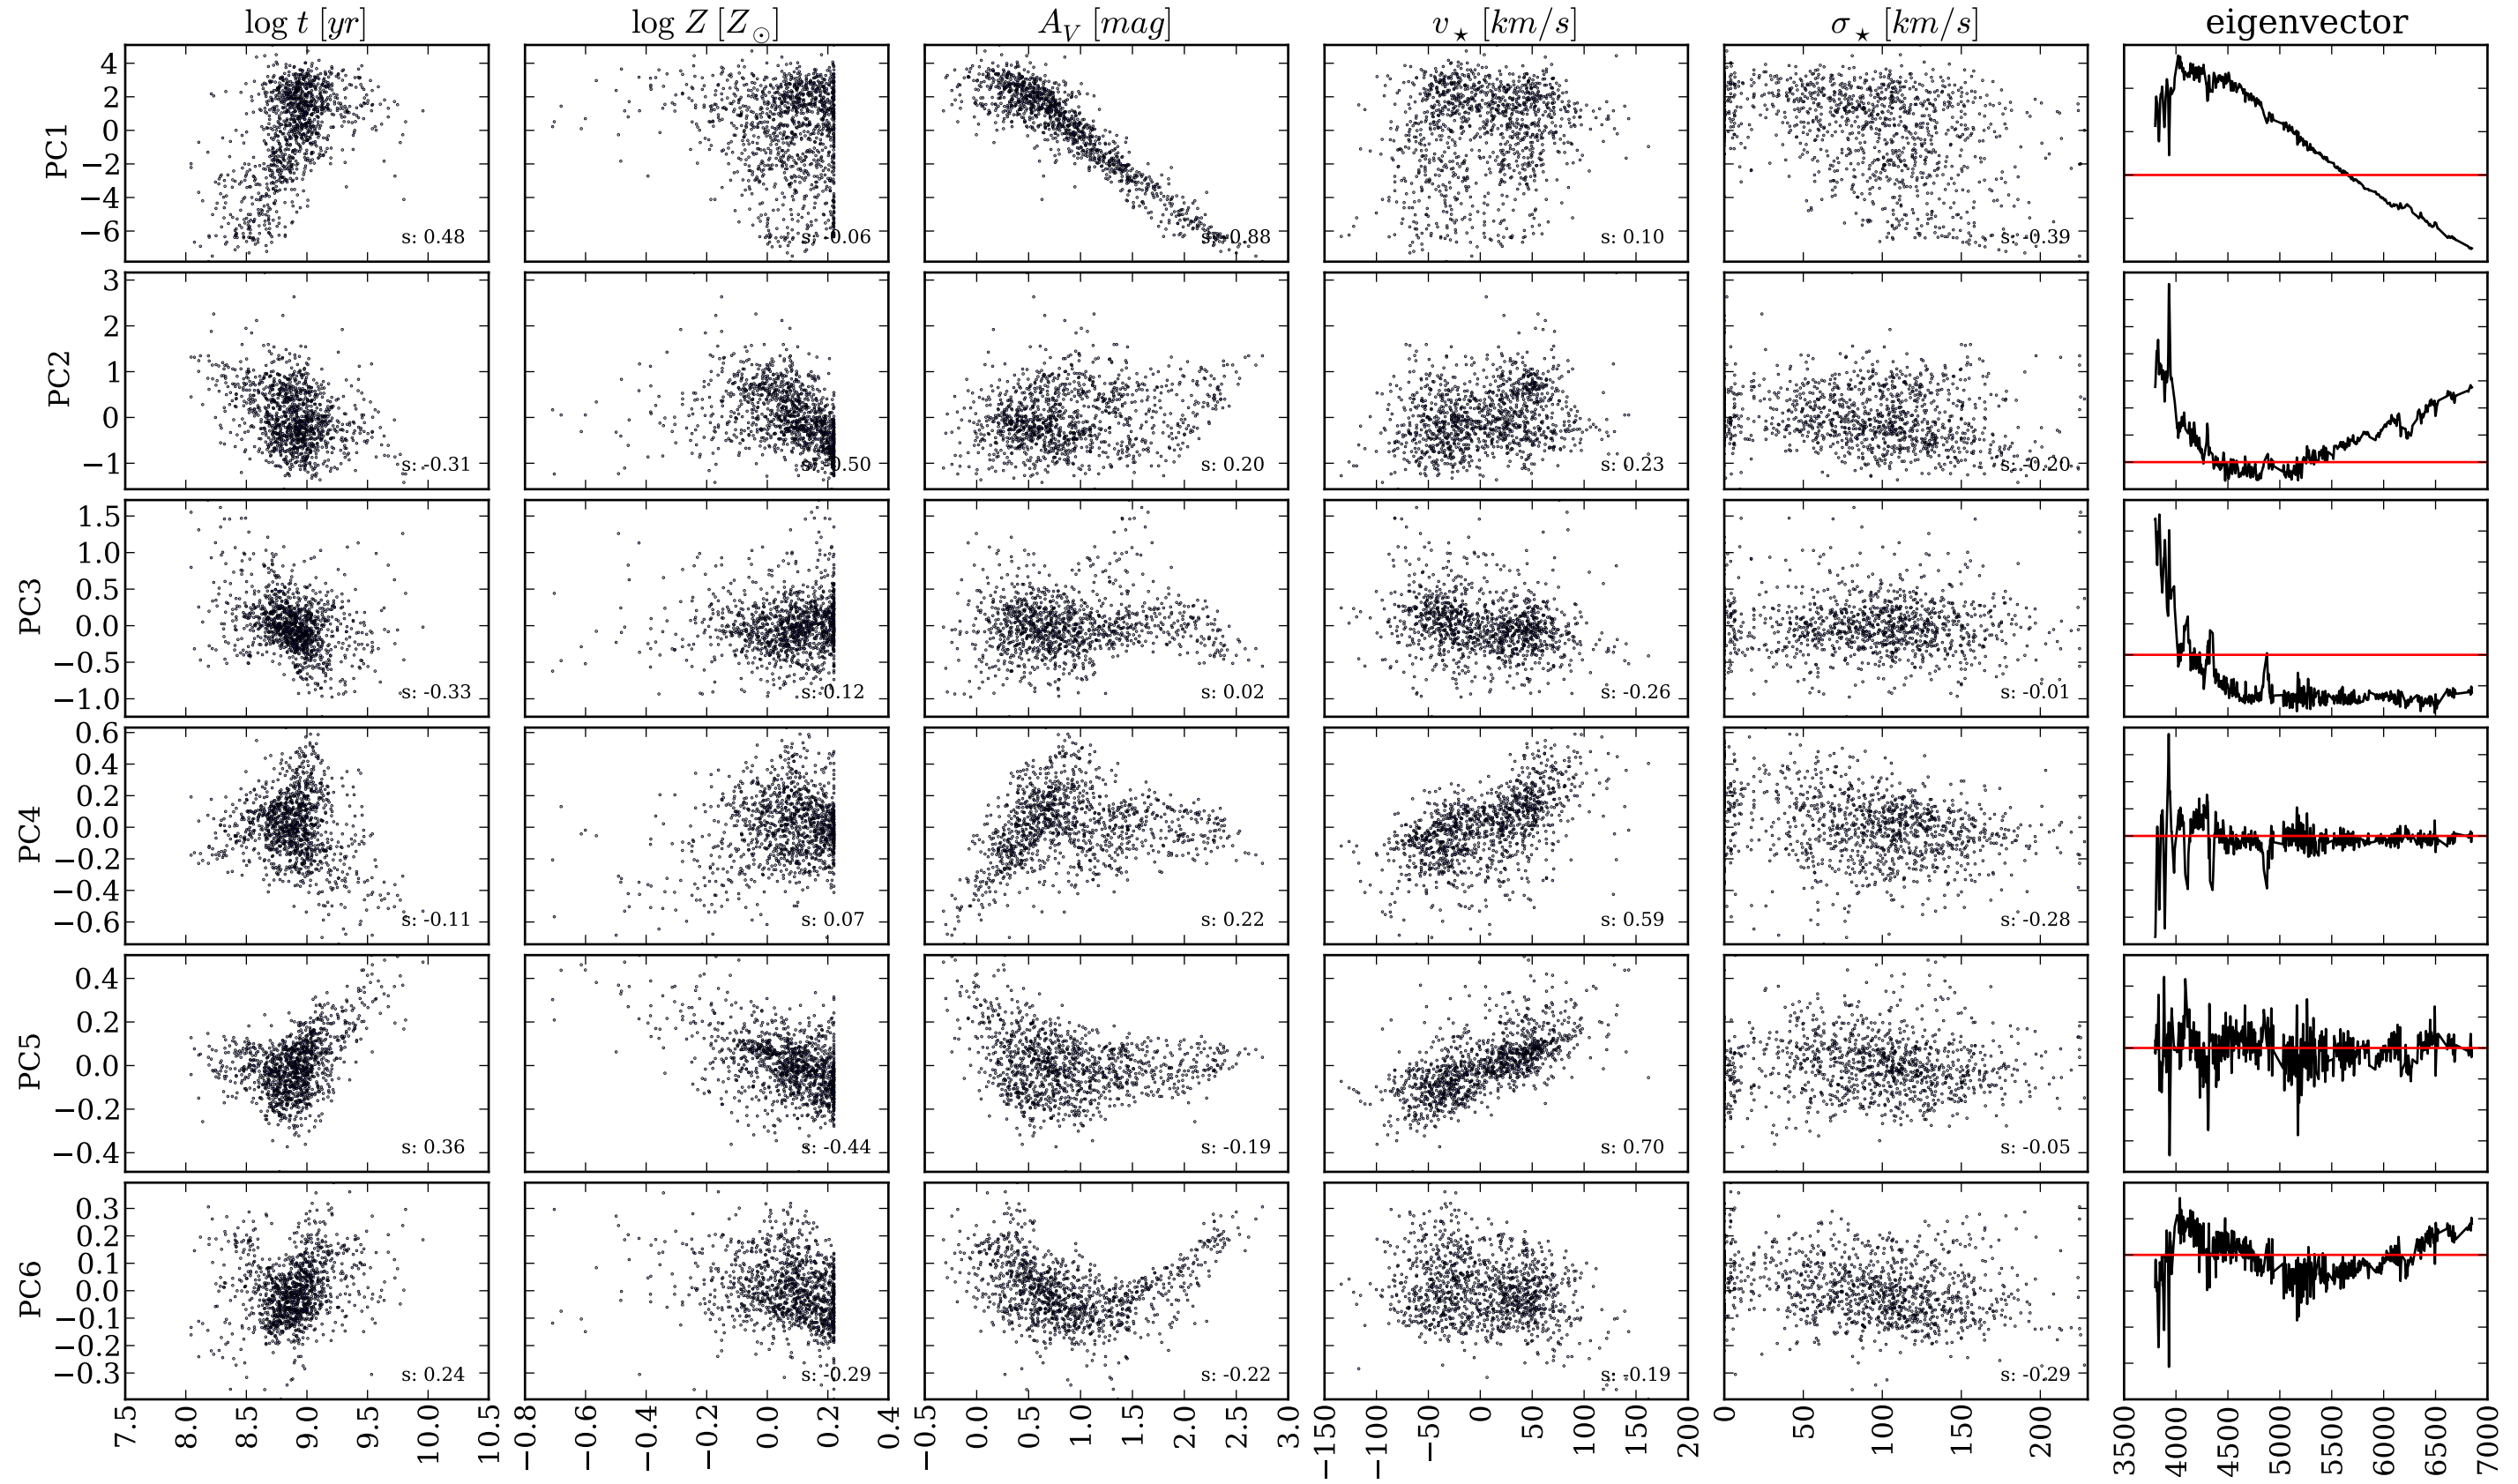 log t [yr] log Z [Z⊙] A_V [mag] v⋆ [km/s] σ⋆ [km/s] eigenvector
PC1
4
2
0
−2
−4
−6
s: 0.48 s: -0.06 s: -0.88 s: 0.10 s: -0.39
PC2
3
2
1
0
−1
s: -0.31 s: -0.50 s: 0.20 s: 0.23 s: -0.20
PC3
1.5
1.0
0.5
0.0
−0.5
−1.0
s: -0.33 s: 0.12 s: 0.02 s: -0.26 s: -0.01
PC4
0.6
0.4
0.2
0.0
−0.2
−0.4
−0.6
s: -0.11 s: 0.07 s: 0.22 s: 0.59 s: -0.28
PC5
0.4
0.2
0.0
−0.2
−0.4
s: 0.36 s: -0.44 s: -0.19 s: 0.70 s: -0.05
PC6
0.3
0.2
0.1
0.0
−0.1
−0.2
−0.3
s: 0.24 s: -0.29 s: -0.22 s: -0.19 s: -0.29
7.5 8.0 8.5 9.0 9.5 10.0 10.5
−0.8 −0.6 −0.4 −0.2 0.0 0.2 0.4
−0.5 0.0 0.5 1.0 1.5 2.0 2.5 3.0
−150 −100 −50 0 50 100 150 200
0 50 100 150 200
3500 4000 4500 5000 5500 6000 6500 7000